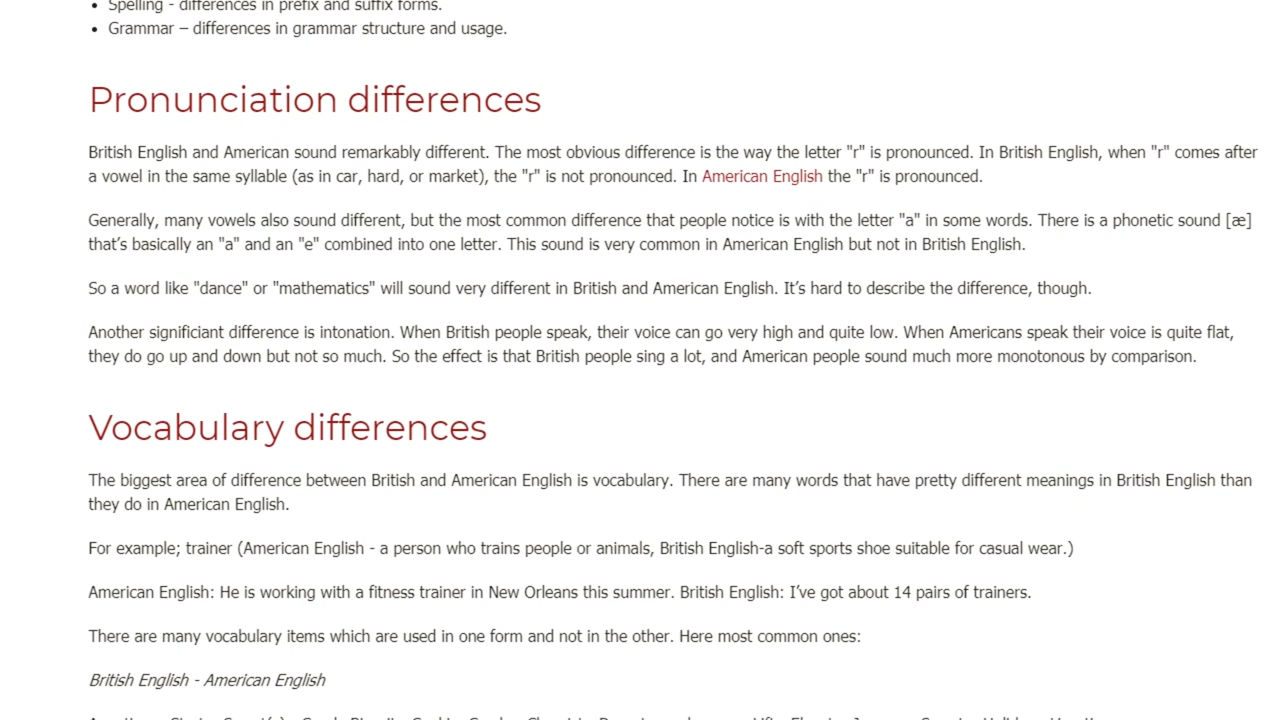 Spelling - differences in prefix and suffix forms.
Grammar – differences in grammar structure and usage.
Pronunciation differences
British English and American sound remarkably different. The most obvious difference is the way the letter "r" is pronounced. In British English, when "r" comes after
a vowel in the same syllable (as in car, hard, or market), the "r" is not pronounced. In American English the "r" is pronounced.
Generally, many vowels also sound different, but the most common difference that people notice is with the letter "a" in some words. There is a phonetic sound [æ]
that’s basically an "a" and an "e" combined into one letter. This sound is very common in American English but not in British English.
So a word like "dance" or "mathematics" will sound very different in British and American English. It’s hard to describe the difference, though.
Another significiant difference is intonation. When British people speak, their voice can go very high and quite low. When Americans speak their voice is quite flat,
they do go up and down but not so much. So the effect is that British people sing a lot, and American people sound much more monotonous by comparison.
Vocabulary differences
The biggest area of difference between British and American English is vocabulary. There are many words that have pretty different meanings in British English than
they do in American English.
For example; trainer (American English - a person who trains people or animals, British English-a soft sports shoe suitable for casual wear.)
American English: He is working with a fitness trainer in New Orleans this summer. British English: I’ve got about 14 pairs of trainers.
There are many vocabulary items which are used in one form and not in the other. Here most common ones:
British English - American English